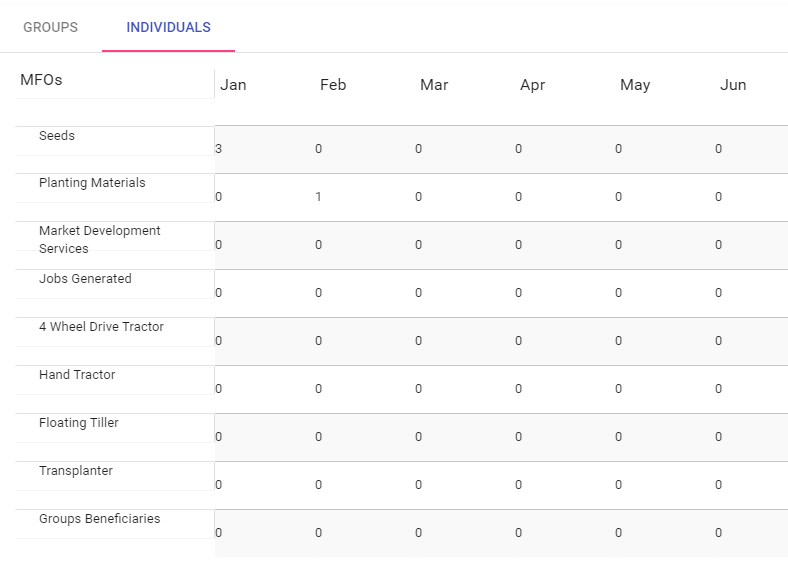 GROUPS INDIVIDUALS
MFOs Jan Feb Mar Apr May Jun
Seeds 3 0 0 0 0 0
Planting Materials 0 1 0 0 0 0
Market Development
Services 0 0 0 0 0 0
Jobs Generated 0 0 0 0 0 0
4 Wheel Drive Tractor 0 0 0 0 0 0
Hand Tractor 0 0 0 0 0 0
Floating Tiller 0 0 0 0 0 0
Transplanter 0 0 0 0 0 0
Groups Beneficiaries 0 0 0 0 0 0